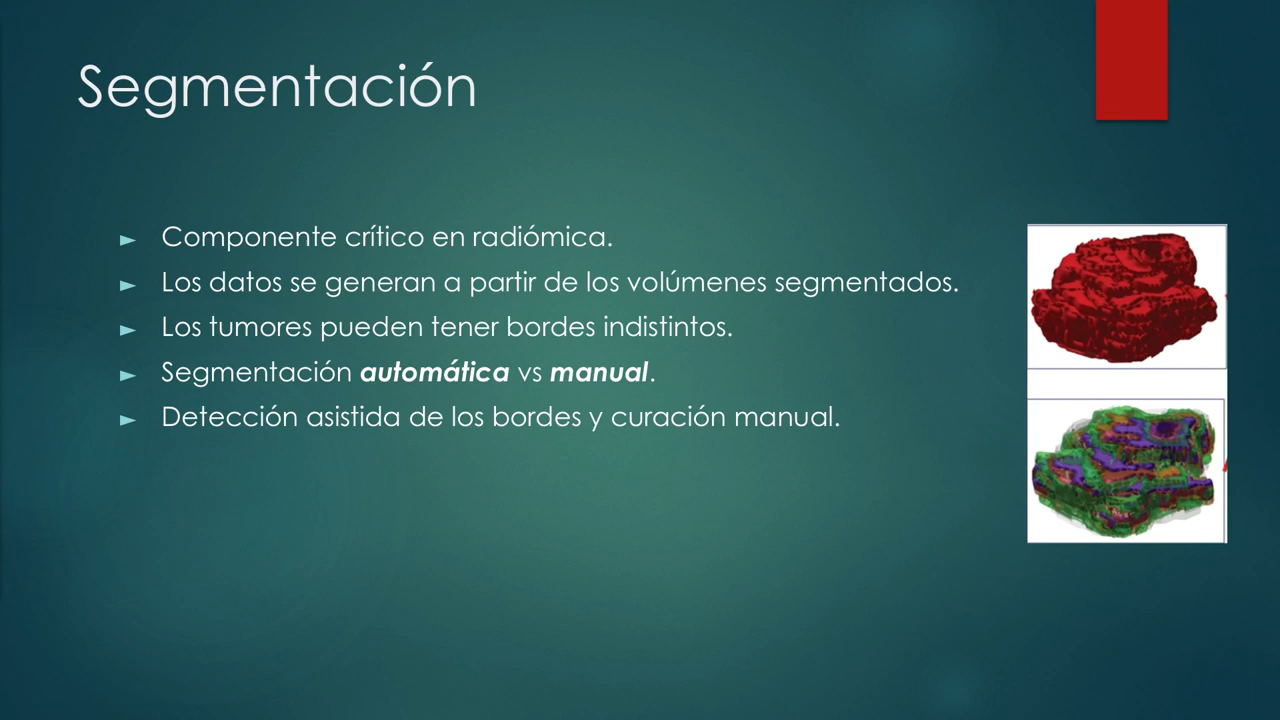 Segmentación
► Componente crítico en radiómica.
► Los datos se generan a partir de los volúmenes segmentados.
► Los tumores pueden tener bordes indistintos.
► Segmentación automática vs manual.
► Detección asistida de los bordes y curación manual.